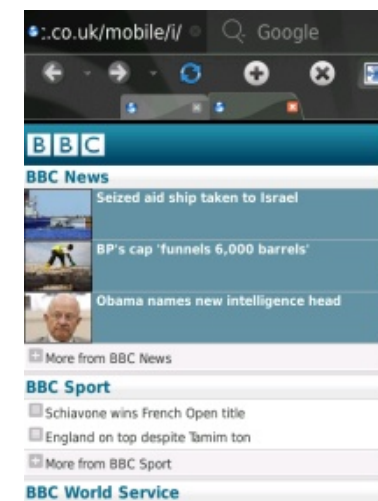 :.co.uk/mobile/i/ Google
BBC
BBC News
Seized aid ship taken to Israel
BP's cap 'funnels 6,000 barrels'
Obama names new intelligence head
More from BBC News
BBC Sport
Schiavone wins French Open title
England on top despite Tamim ton
More from BBC Sport
BBC World Service